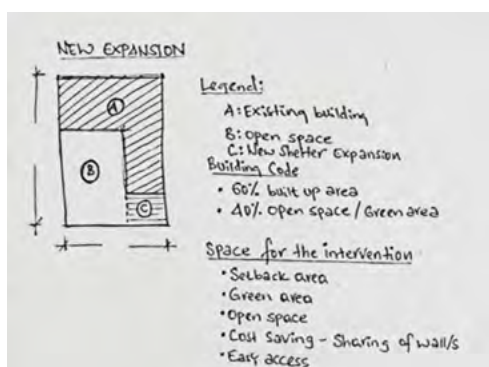 NEW EXPANSION
A
B
C
Legend:
A: Existing building
B: Open space
C: New Shelter Expansion
Building Code
• 60% built up area
• 40% Open space / Green area
Space for the intervention
• Setback area
• Green area
• Open space
• Cost Saving - Sharing of wall/s
• Easy access